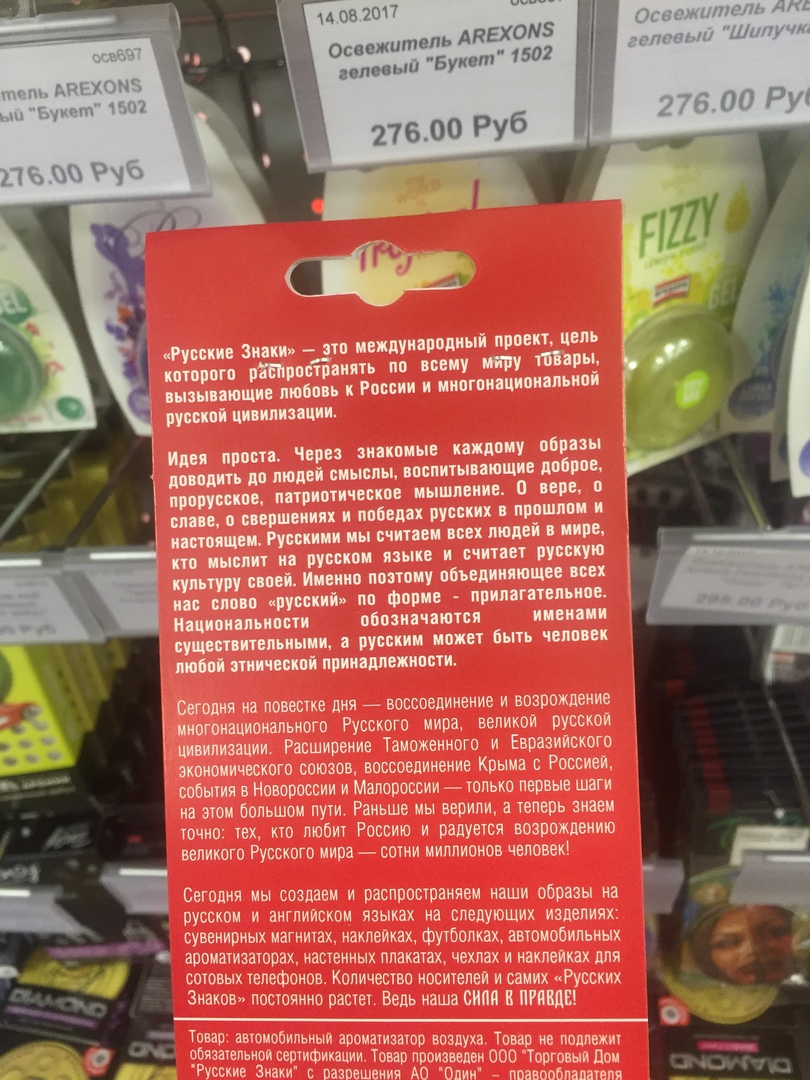 осв697
тель AREXONS
ый "Букет" 1502
276.00 Руб
14.08.2017
Освежитель AREXONS
гелевый "Букет" 1502
276.00 Руб
Освежитель
гелевый "Шипучка
276.00 Ру
FIZZY
GEL
«Русские Знаки» — это международный проект, цель
которого распространять по всему миру товары,
вызывающие любовь к России и многонациональной
русской цивилизации.
Идея проста. Через знакомые каждому образы
доводить до людей смыслы, воспитывающие доброе,
прорусское, патриотическое мышление. О вере, о
славе, о свершениях и победах русских в прошлом и
настоящем. Русскими мы считаем всех людей в мире,
кто мыслит на русском языке и считает русскую
культуру своей. Именно поэтому объединяющее всех
нас слово «русский» по форме - прилагательное.
Национальности обозначаются именами
существительными, а русским может быть человек
любой этнической принадлежности.
Сегодня на повестке дня — воссоединение и возрождение
многонационального Русского мира, великой русской
цивилизации. Расширение Таможенного и Евразийского
экономического союзов, воссоединение Крыма с Россией,
события в Новороссии и Малороссии — только первые шаги
на этом большом пути. Раньше мы верили, а теперь знаем
точно: тех, кто любит Россию и радуется возрождению
великого Русского мира — сотни миллионов человек!
Сегодня мы создаем и распространяем наши образы на
русском и английском языках на следующих изделиях:
сувенирных магнитах, наклейках, футболках, автомобильных
ароматизаторах, настенных плакатах, чехлах и наклейках для
сотовых телефонов. Количество носителей и самих «Русских
Знаков» постоянно растет. Ведь наша СИЛА В ПРАВДЕ!
Товар: автомобильный ароматизатор воздуха. Товар не подлежит
обязательной сертификации. Товар произведен ООО "Торговый Дом
"Русские Знаки" с разрешения АО "Один" – правообладателя
295.00 Руб
DIAMOND
DIAMOND